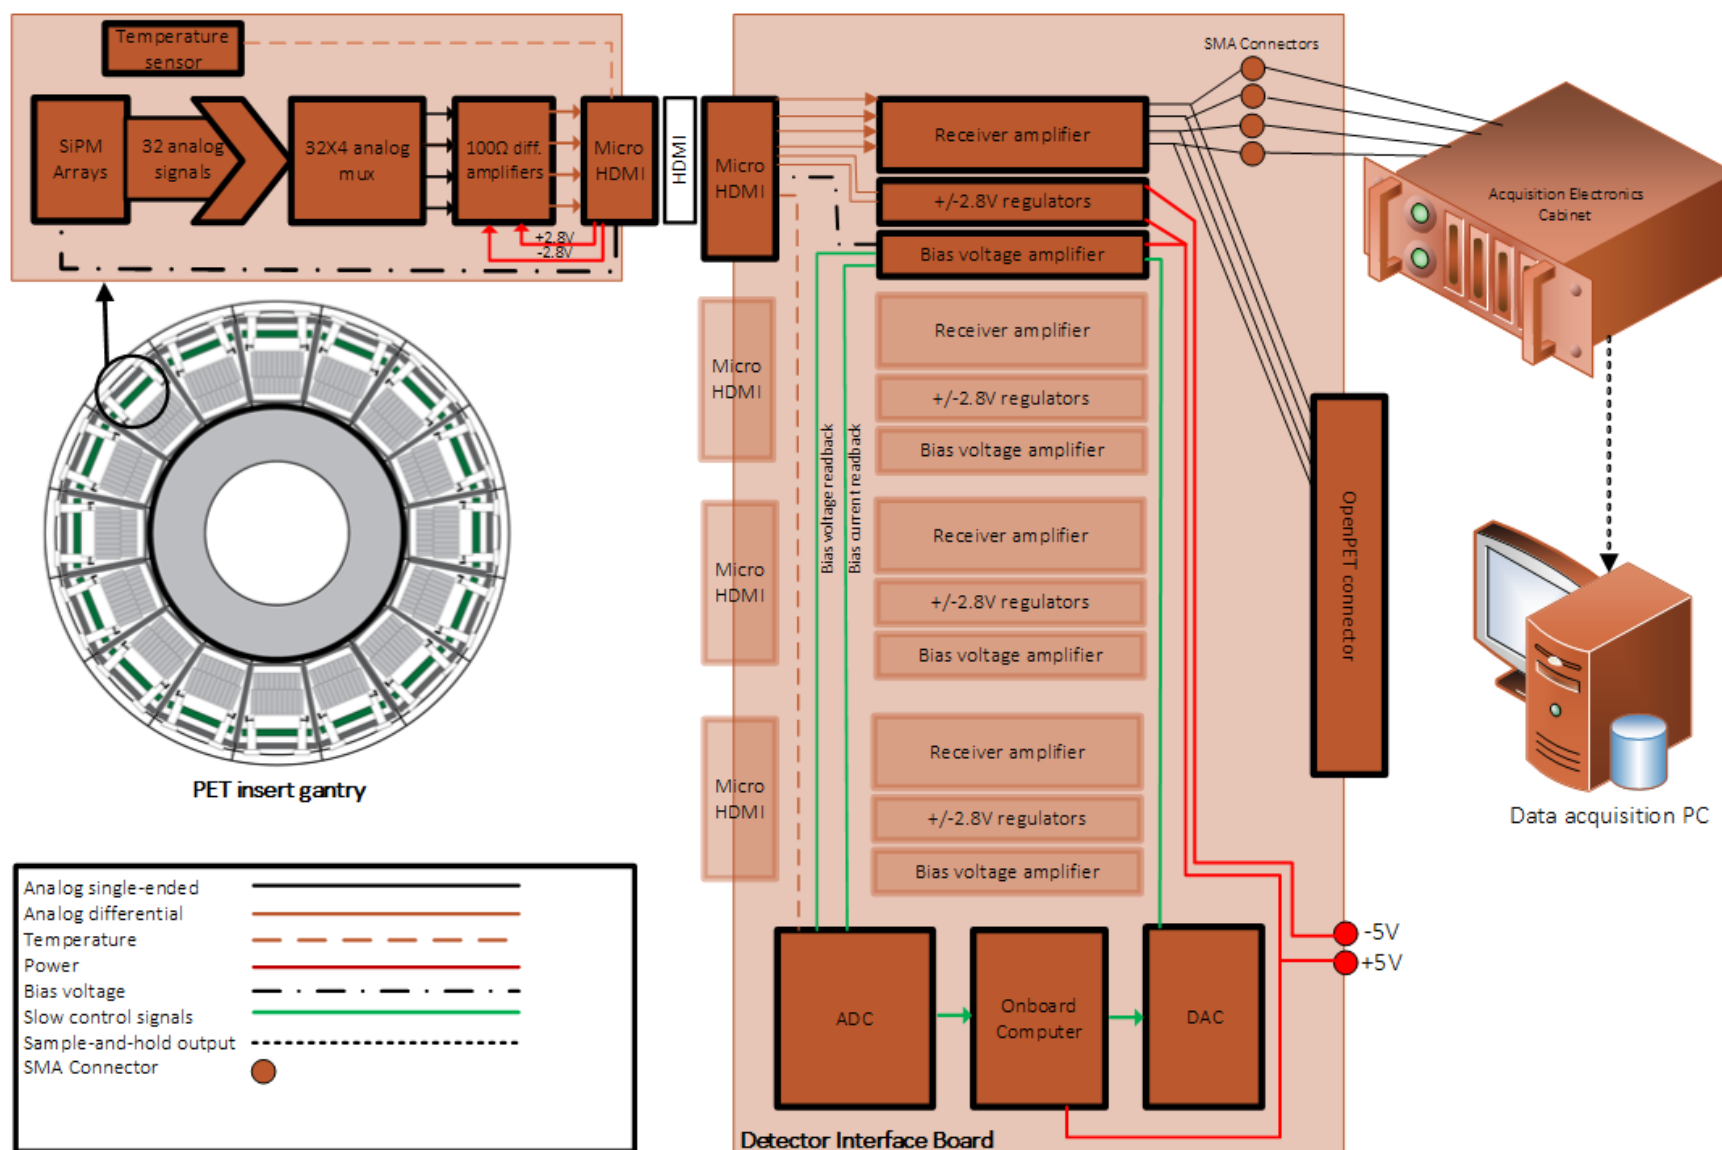 Temperature
sensor
SiPM
Arrays
32 analog
signals
32X4 analog
mux
100Ω diff.
amplifiers
Micro
HDMI
+2.8V
-2.8V
HDMI
Micro
HDMI
Receiver amplifier
+/-2.8V regulators
Bias voltage amplifier
SMA Connectors
Acquisition Electronics
Cabinet
Micro
HDMI
Receiver amplifier
+/-2.8V regulators
Bias voltage amplifier
Bias voltage readback
Bias current readback
Micro
HDMI
Receiver amplifier
+/-2.8V regulators
Bias voltage amplifier
OpenPET connector
Micro
HDMI
Receiver amplifier
+/-2.8V regulators
Bias voltage amplifier
PET insert gantry
Data acquisition PC
-5V
+5V
ADC
Onboard
Computer
DAC
Detector Interface Board
Analog single-ended
Analog differential
Temperature
Power
Bias voltage
Slow control signals
Sample-and-hold output
SMA Connector